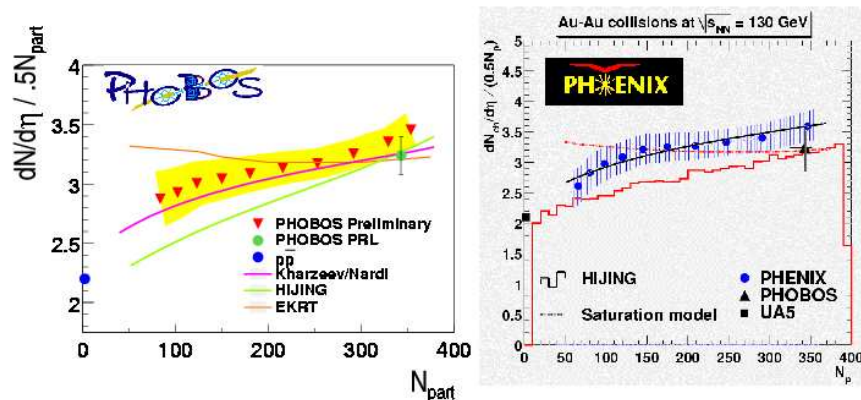 PHOBOS
dN/dη / .5N_part
4
3.5
3
2.5
2
0 100 200 300 400
N_part
PHOBOS Preliminary
PHOBOS PRL
pp̄
Kharzeev/Nardi
HIJING
EKRT
Au-Au collisions at √s_NN = 130 GeV
PHENIX
dN_ch/dη / (0.5N_p)
5
4.5
4
3.5
3
2.5
2
1.5
1
0.5
0
0 50 100 150 200 250 300 350 400
N_p
HIJING
Saturation model
PHENIX
PHOBOS
UA5